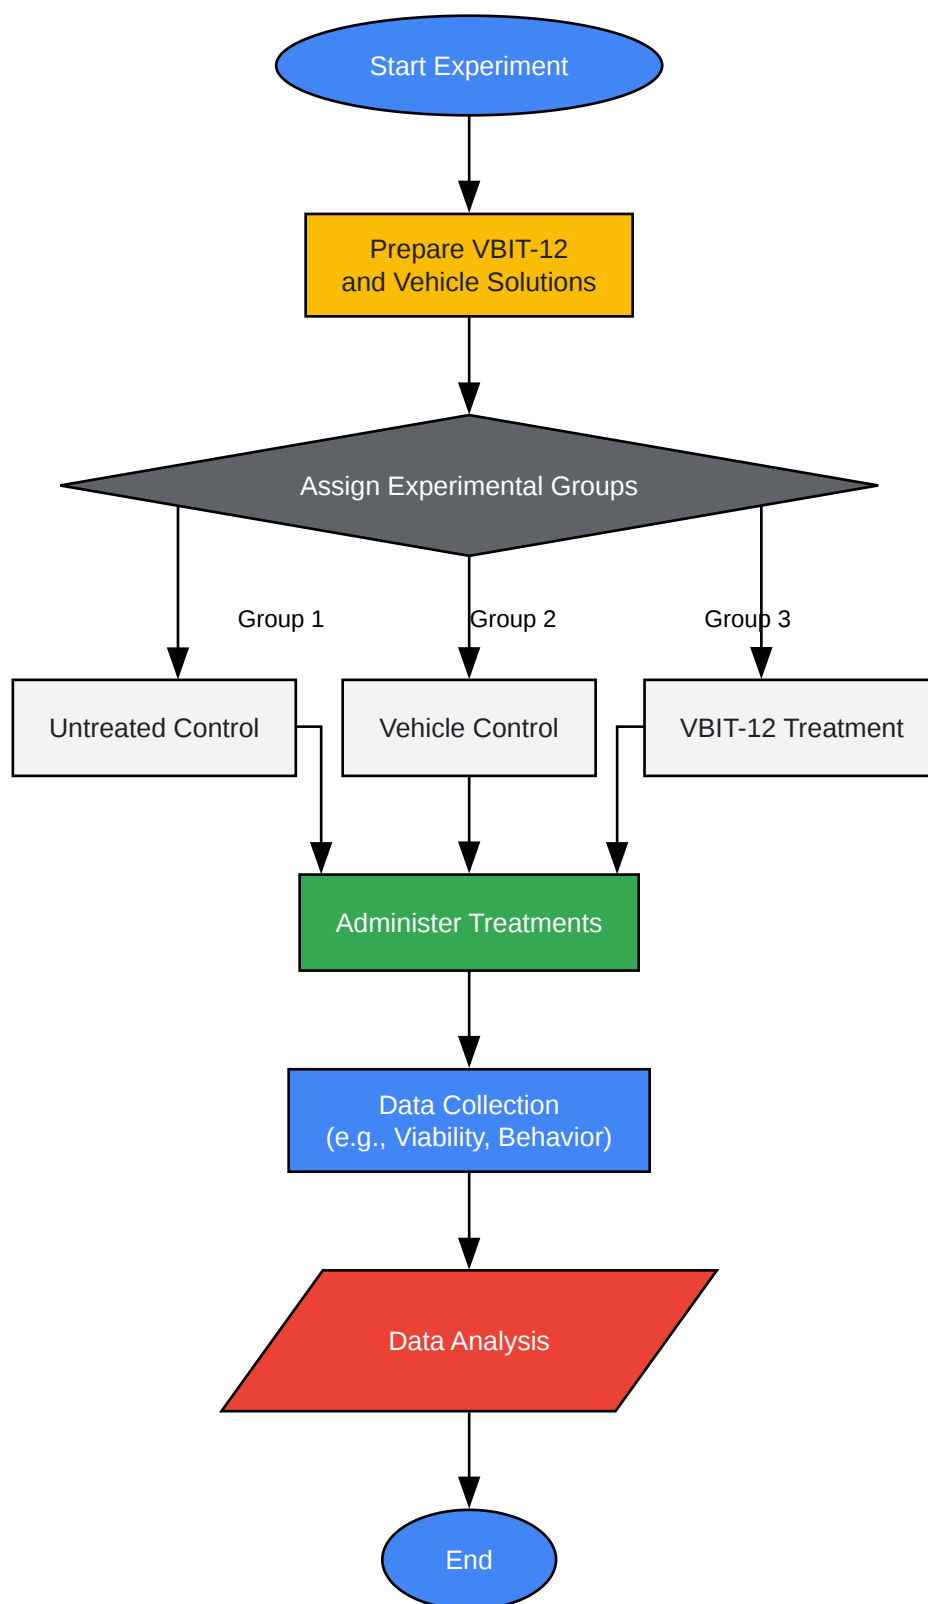 Start Experiment
Prepare VBIT-12
and Vehicle Solutions
Assign Experimental Groups
Group 1
Group 2
Group 3
Untreated Control
Vehicle Control
VBIT-12 Treatment
Administer Treatments
Data Collection
(e.g., Viability, Behavior)
Data Analysis
End